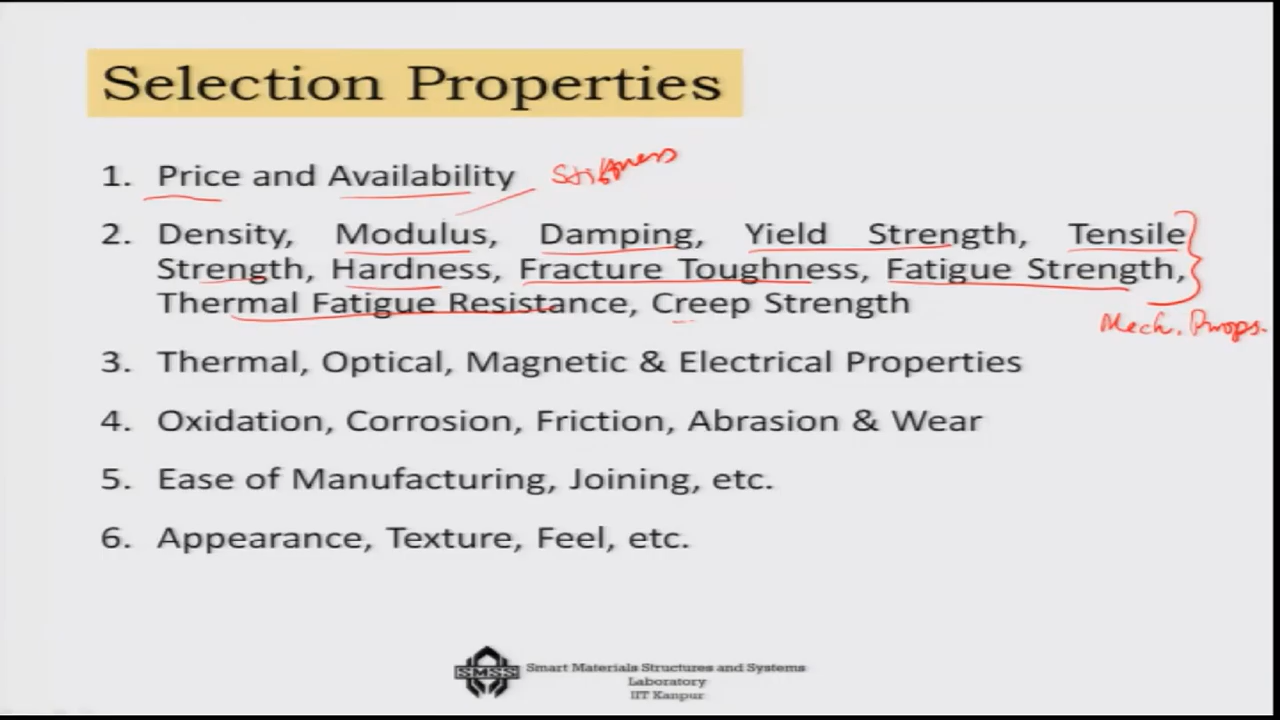 Selection Properties
1. Price and Availability
Stiffness
2. Density, Modulus, Damping, Yield Strength, Tensile
Strength, Hardness, Fracture Toughness, Fatigue Strength,
Thermal Fatigue Resistance, Creep Strength
Mech. Props.
3. Thermal, Optical, Magnetic & Electrical Properties
4. Oxidation, Corrosion, Friction, Abrasion & Wear
5. Ease of Manufacturing, Joining, etc.
6. Appearance, Texture, Feel, etc.
SMSS
Smart Materials Structures and Systems
Laboratory
IIT Kanpur